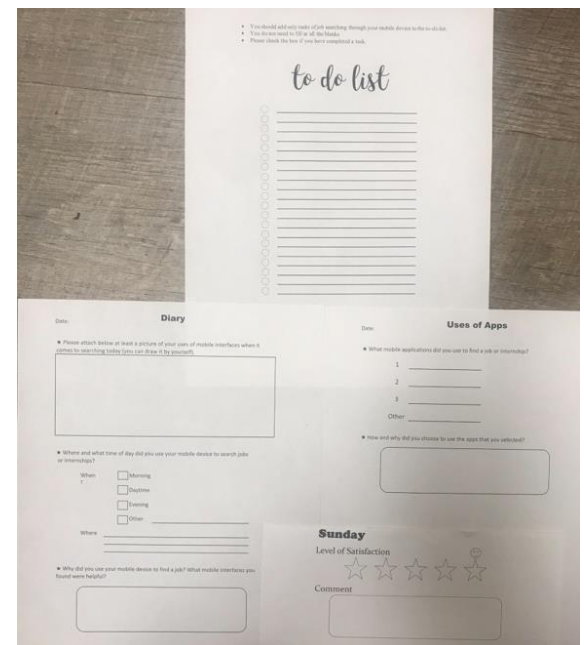 • You should add only tasks of job searching through your mobile device to the to-do list
• You do not need to fill in all the blanks
• Please check the box if you have completed a task.
to do list
Date:
Diary
★ Please attach below at least a picture of your uses of mobile interfaces when it
comes to searching today (you can draw it by yourself).
★ Where and what time of day did you use your mobile device to search jobs
or internships?
When
?
Morning
Daytime
Evening
Other
Where
★ Why did you use your mobile device to find a job? What mobile interfaces you
found were helpful?
Date:
Uses of Apps
★ What mobile applications did you use to find a job or internship?
1
2
3
Other
★ How and why did you choose to use the apps that you selected?
Sunday
Level of Satisfaction
Comment